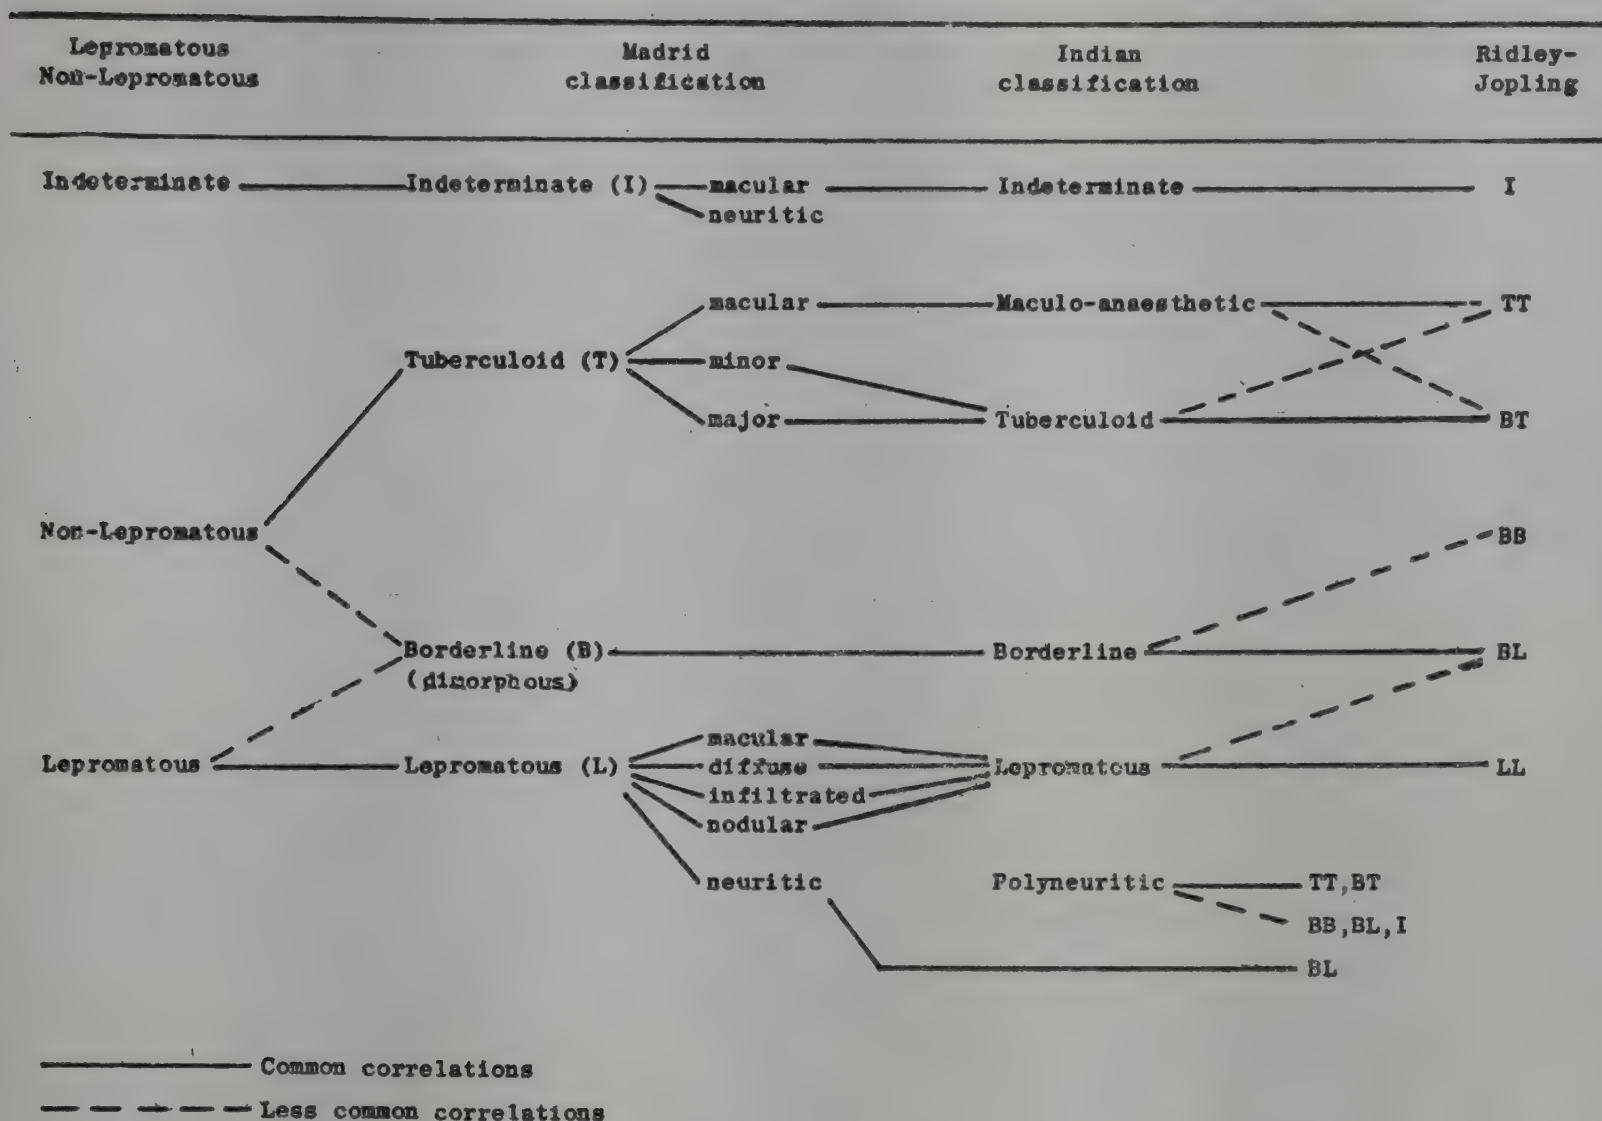 Lepromatous Madrid Indian Ridley-
Non-Lepromatous classification classification Jopling
Indeterminate Indeterminate (I) macular Indeterminate I
neuritic
macular Maculo-anaesthetic TT
Tuberculoid (T) minor
major Tuberculoid BT
Non-Lepromatous BB
Borderline (B) Borderline BL
(dimorphous)
macular
Lepromatous Lepromatous (L) diffuse Lepromatous LL
infiltrated
nodular
neuritic Polyneuritic TT,BT
BB,BL,I
BL
Common correlations
Less common correlations